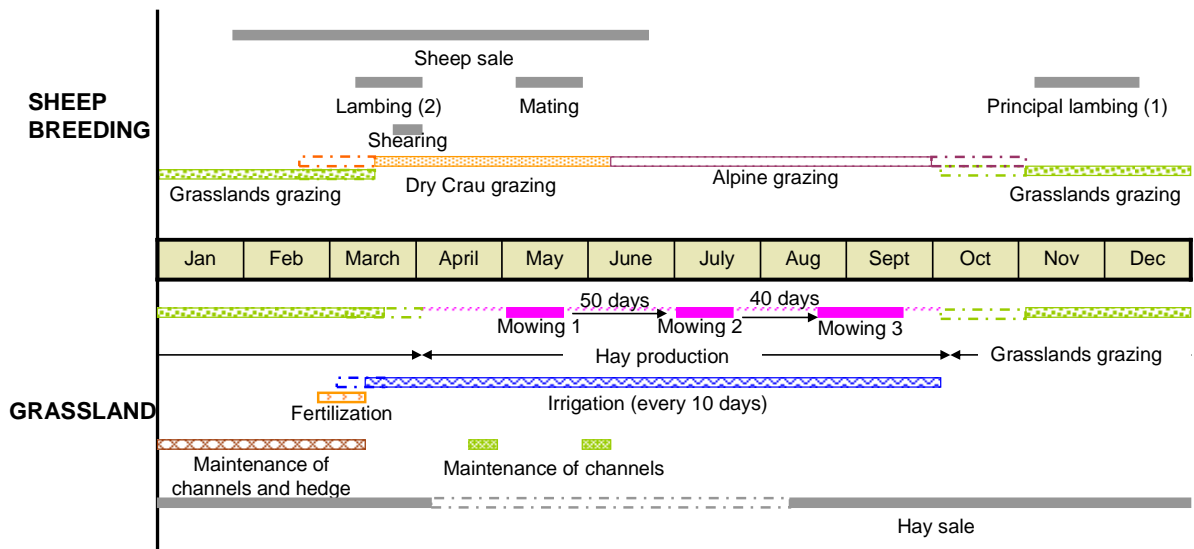 Sheep sale
SHEEP
BREEDING
Lambing (2)
Mating
Principal lambing (1)
Shearing
Grasslands grazing
Dry Crau grazing
Alpine grazing
Grasslands grazing
Jan Feb March April May June July Aug Sept Oct Nov Dec
50 days
40 days
Mowing 1
Mowing 2
Mowing 3
Hay production
Grasslands grazing
GRASSLAND
Fertilization
Irrigation (every 10 days)
Maintenance of
channels and hedge
Maintenance of channels
Hay sale